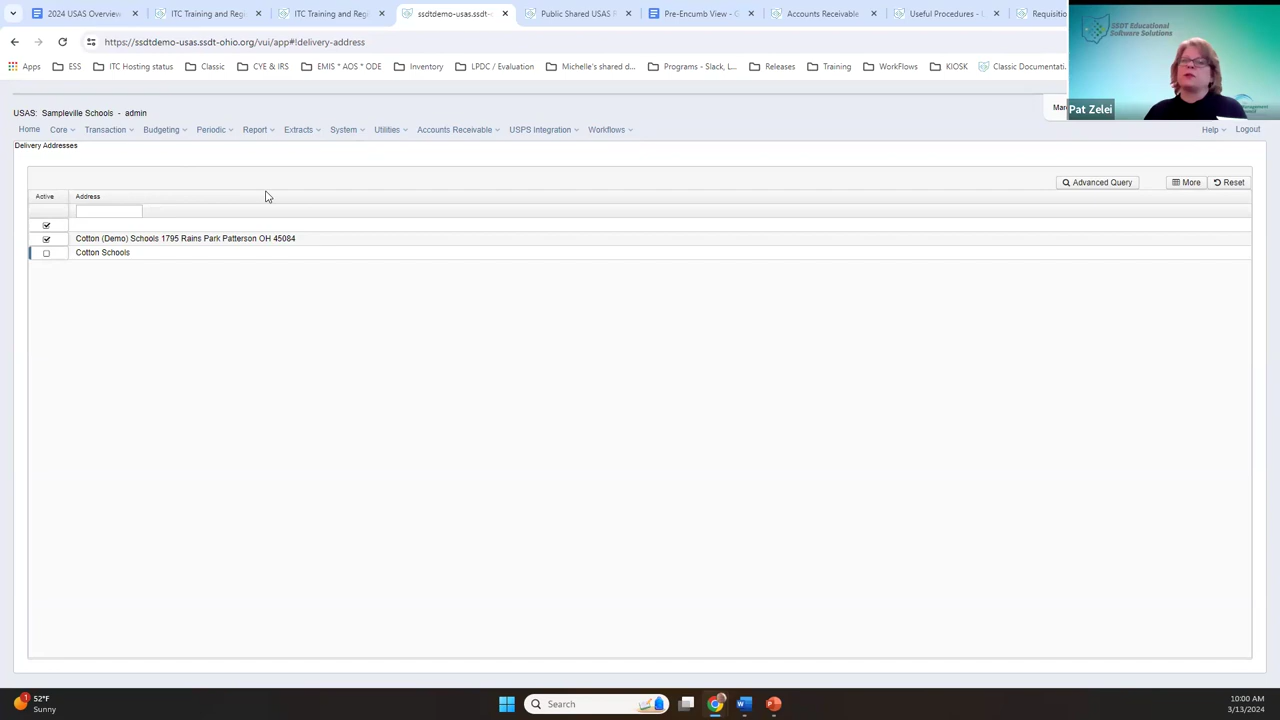 2024 USAS Overview
ITC Training and Reg
ITC Training and Reg
ssdtdemo-usas.ssdt-
Public Shared USAS
Pre-Encumb View
Accounts Receivable
Useful Procedures -
Requisitio
https://ssdtdemo-usas.ssdt-ohio.org/vui/app#!delivery-address
Apps
ESS
ITC Hosting status
Classic
CYE & IRS
EMIS * AOS * ODE
Inventory
LPDC / Evaluation
Michelle's shared d...
Programs - Slack, L...
Releases
Training
WorkFlows
KIOSK
Classic Documentati
SSDT Educational
Software Solutions
Pat Zelei
USAS: Sampleville Schools - admin
Home Core Transaction Budgeting Periodic Report Extracts System Utilities Accounts Receivable USPS Integration Workflows Help Logout
Delivery Addresses
Advanced Query More Reset
Active Address
Cotton (Demo) Schools 1795 Rains Park Patterson OH 45084
Cotton Schools
1
52°F
Sunny
Search
10:00 AM
3/13/2024